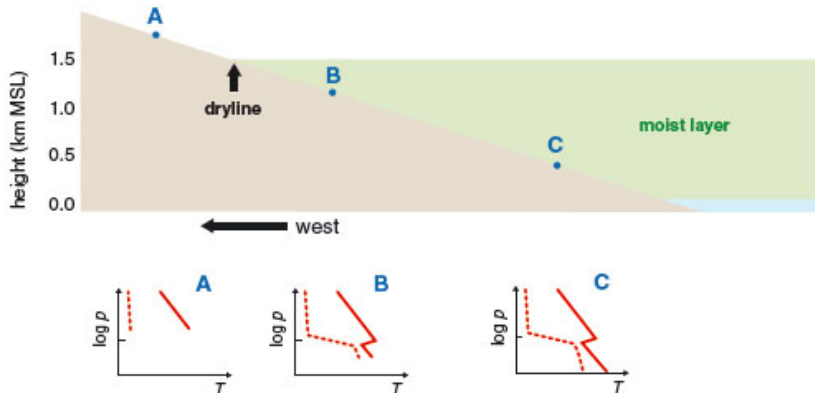 A
1.5
B
dryline
1.0
moist layer
C
0.5
0.0
height (km MSL)
west
A
B
C
log p
log p
log p
T
T
T